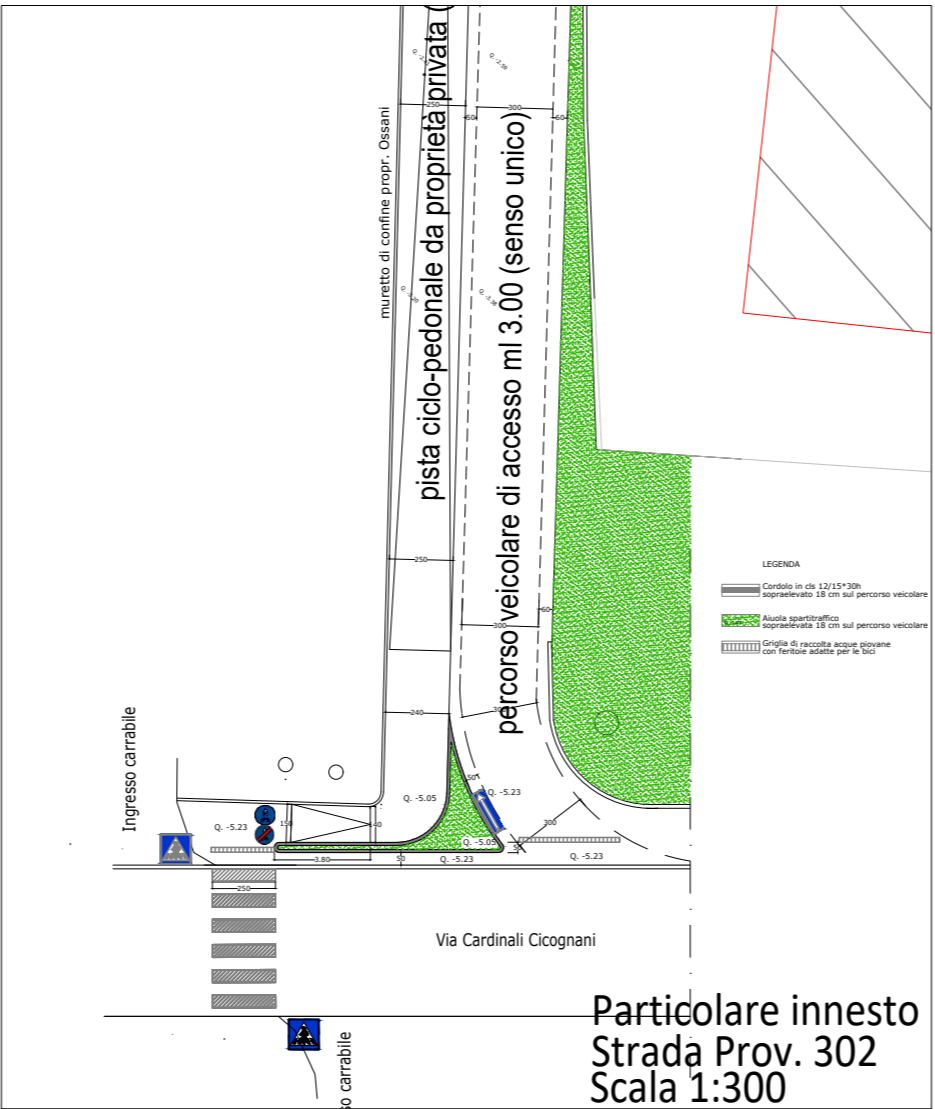 pista ciclo-pedonale da proprietà privata (
percorso veicolare di accesso ml 3.00 (senso unico)
muretto di confine propr. Ossani
Q. -2.58
250
300
60
60
Q. -3.38
250
300
60
240
LEGENDA
Cordolo in cls 12/15*30h
sopraelevato 18 cm sul percorso veicolare
Aiuola spartitraffico
sopraelevata 18 cm sul percorso veicolare
Griglia di raccolta acque piovane
con feritoie adatte per le bici
Ingresso carrabile
Q. -5.05
Q. -5.23
50
300
Q. -5.23
150
Q. -5.05
3.80
50
Q. -5.23
Q. -5.23
250
Via Cardinali Cicognani
so carrabile
Particolare innesto
Strada Prov. 302
Scala 1:300